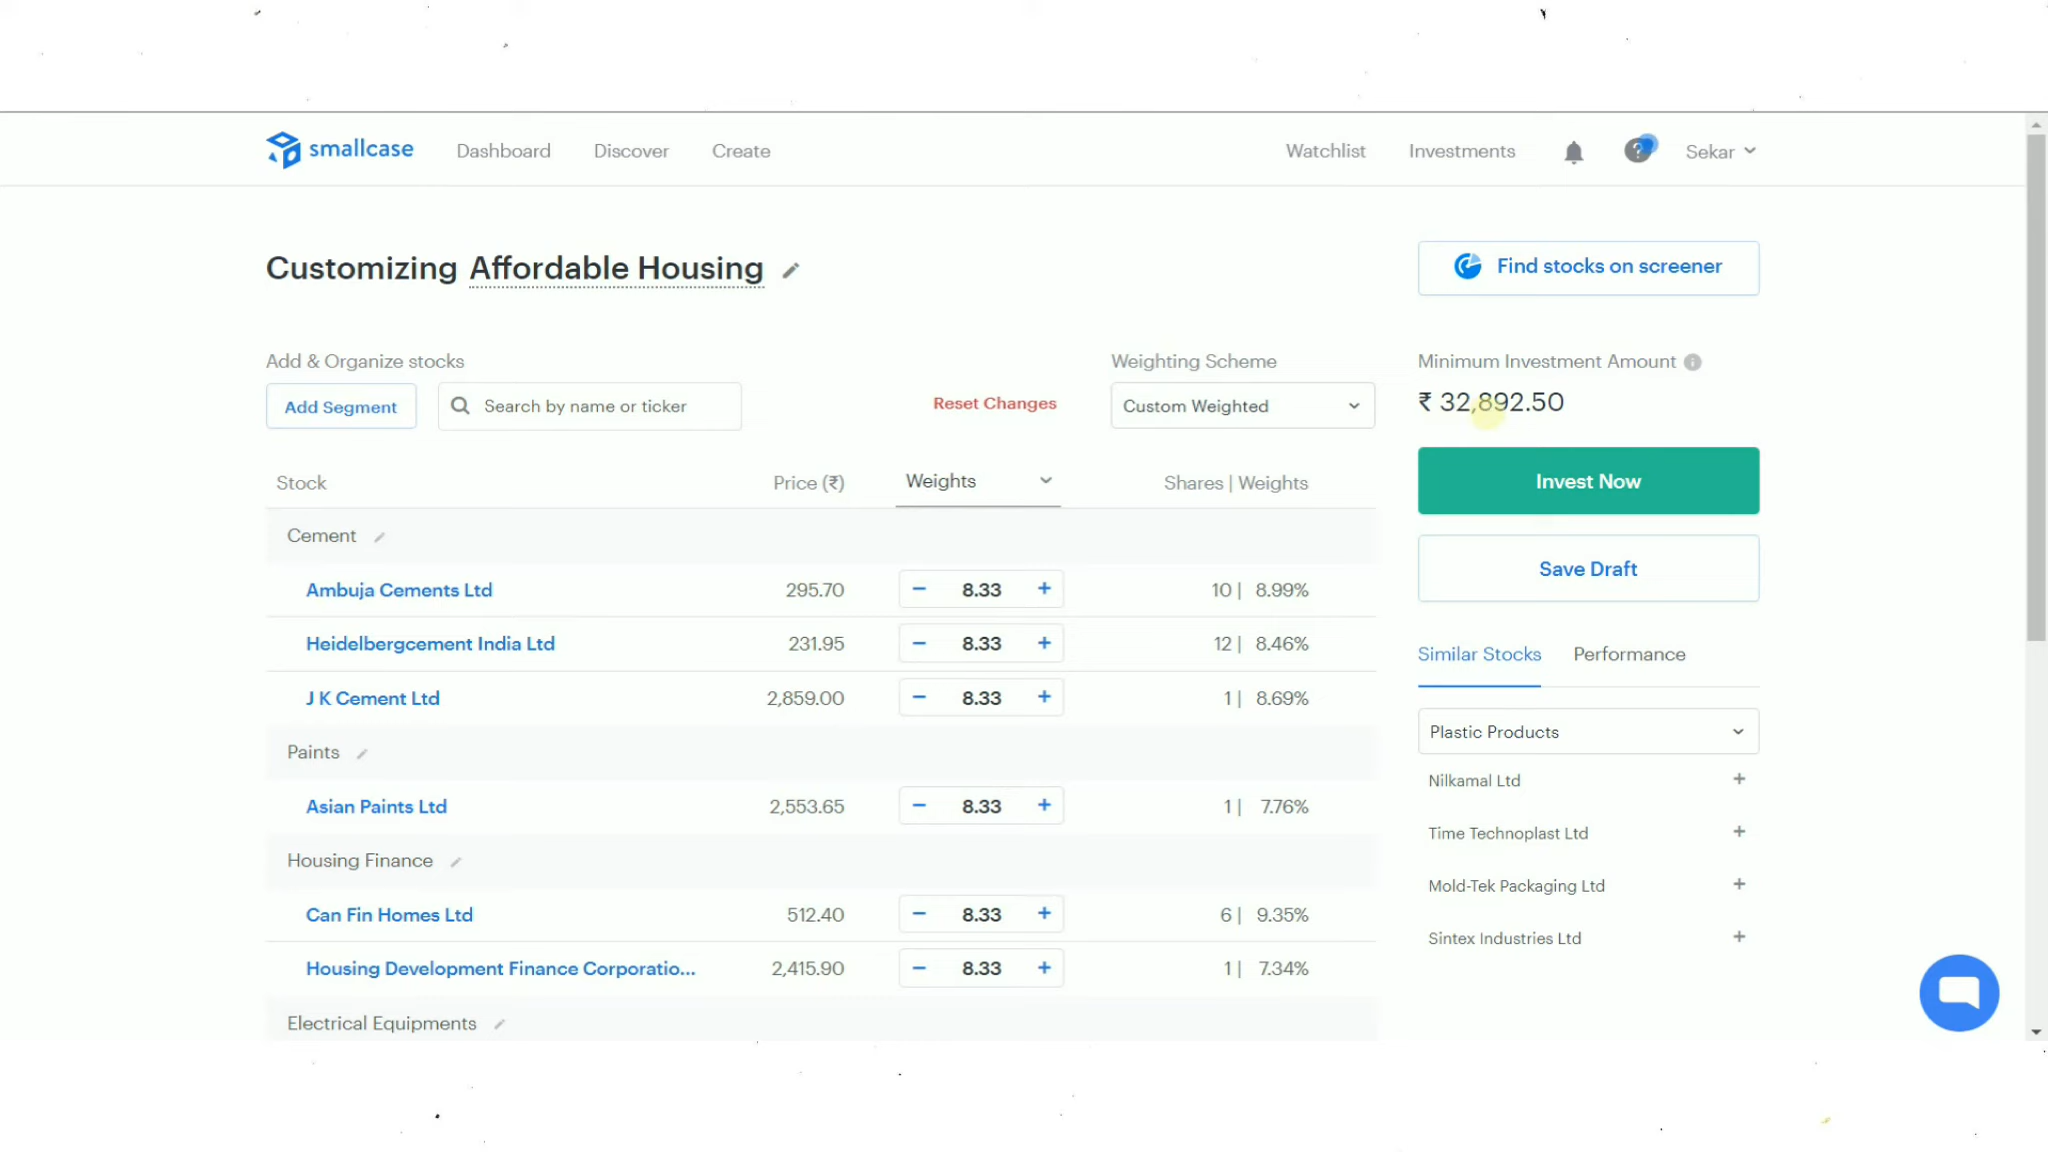 smallcase Dashboard Discover Create Watchlist Investments ? Sekar
Customizing Affordable Housing
Find stocks on screener
Add & Organize stocks
Weighting Scheme
Minimum Investment Amount
Add Segment
Search by name or ticker
Reset Changes
Custom Weighted
₹ 32,892.50
Invest Now
Stock Price (₹) Weights Shares | Weights
Cement
Save Draft
Ambuja Cements Ltd 295.70 − 8.33 + 10 | 8.99%
Heidelbergcement India Ltd 231.95 − 8.33 + 12 | 8.46%
Similar Stocks Performance
J K Cement Ltd 2,859.00 − 8.33 + 1 | 8.69%
Plastic Products
Paints
Nilkamal Ltd +
Asian Paints Ltd 2,553.65 − 8.33 + 1 | 7.76%
Time Technoplast Ltd +
Housing Finance
Mold-Tek Packaging Ltd +
Can Fin Homes Ltd 512.40 − 8.33 + 6 | 9.35%
Sintex Industries Ltd +
Housing Development Finance Corporatio... 2,415.90 − 8.33 + 1 | 7.34%
Electrical Equipments